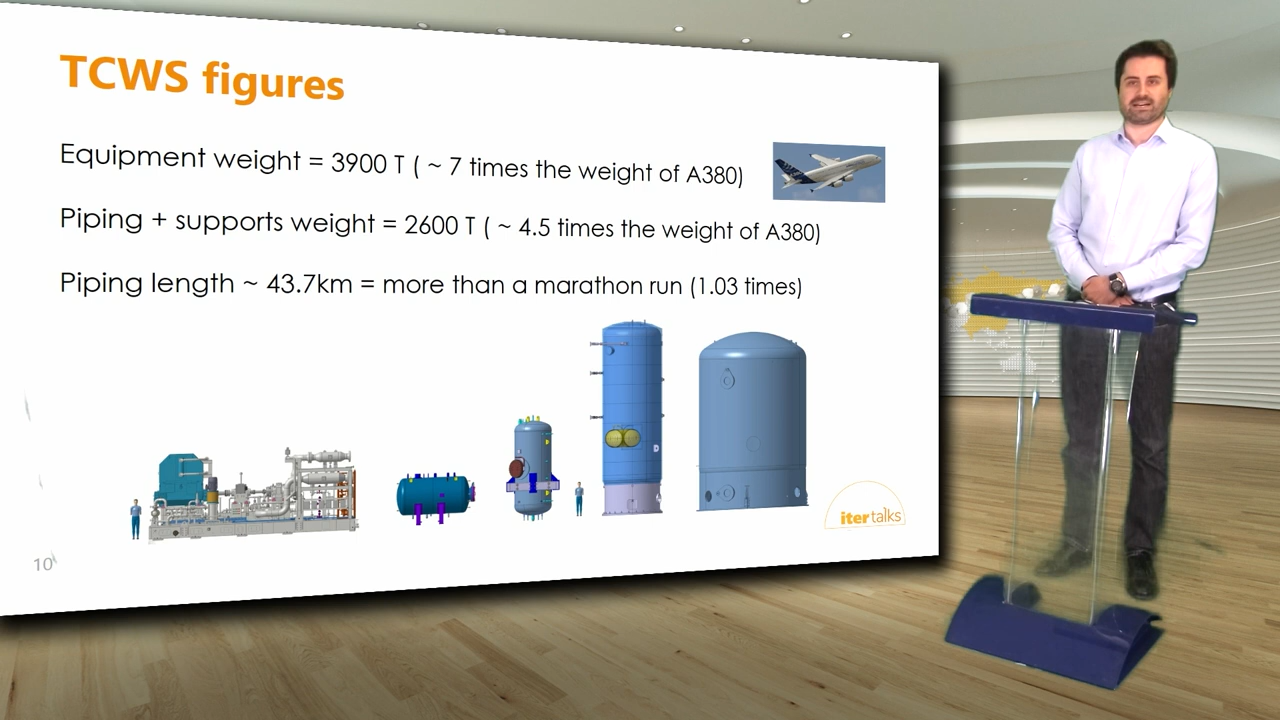 TCWS figures
Equipment weight = 3900 T ( ~ 7 times the weight of A380)
Piping + supports weight = 2600 T ( ~ 4.5 times the weight of A380)
Piping length ~ 43.7km = more than a marathon run (1.03 times)
iter talks
10